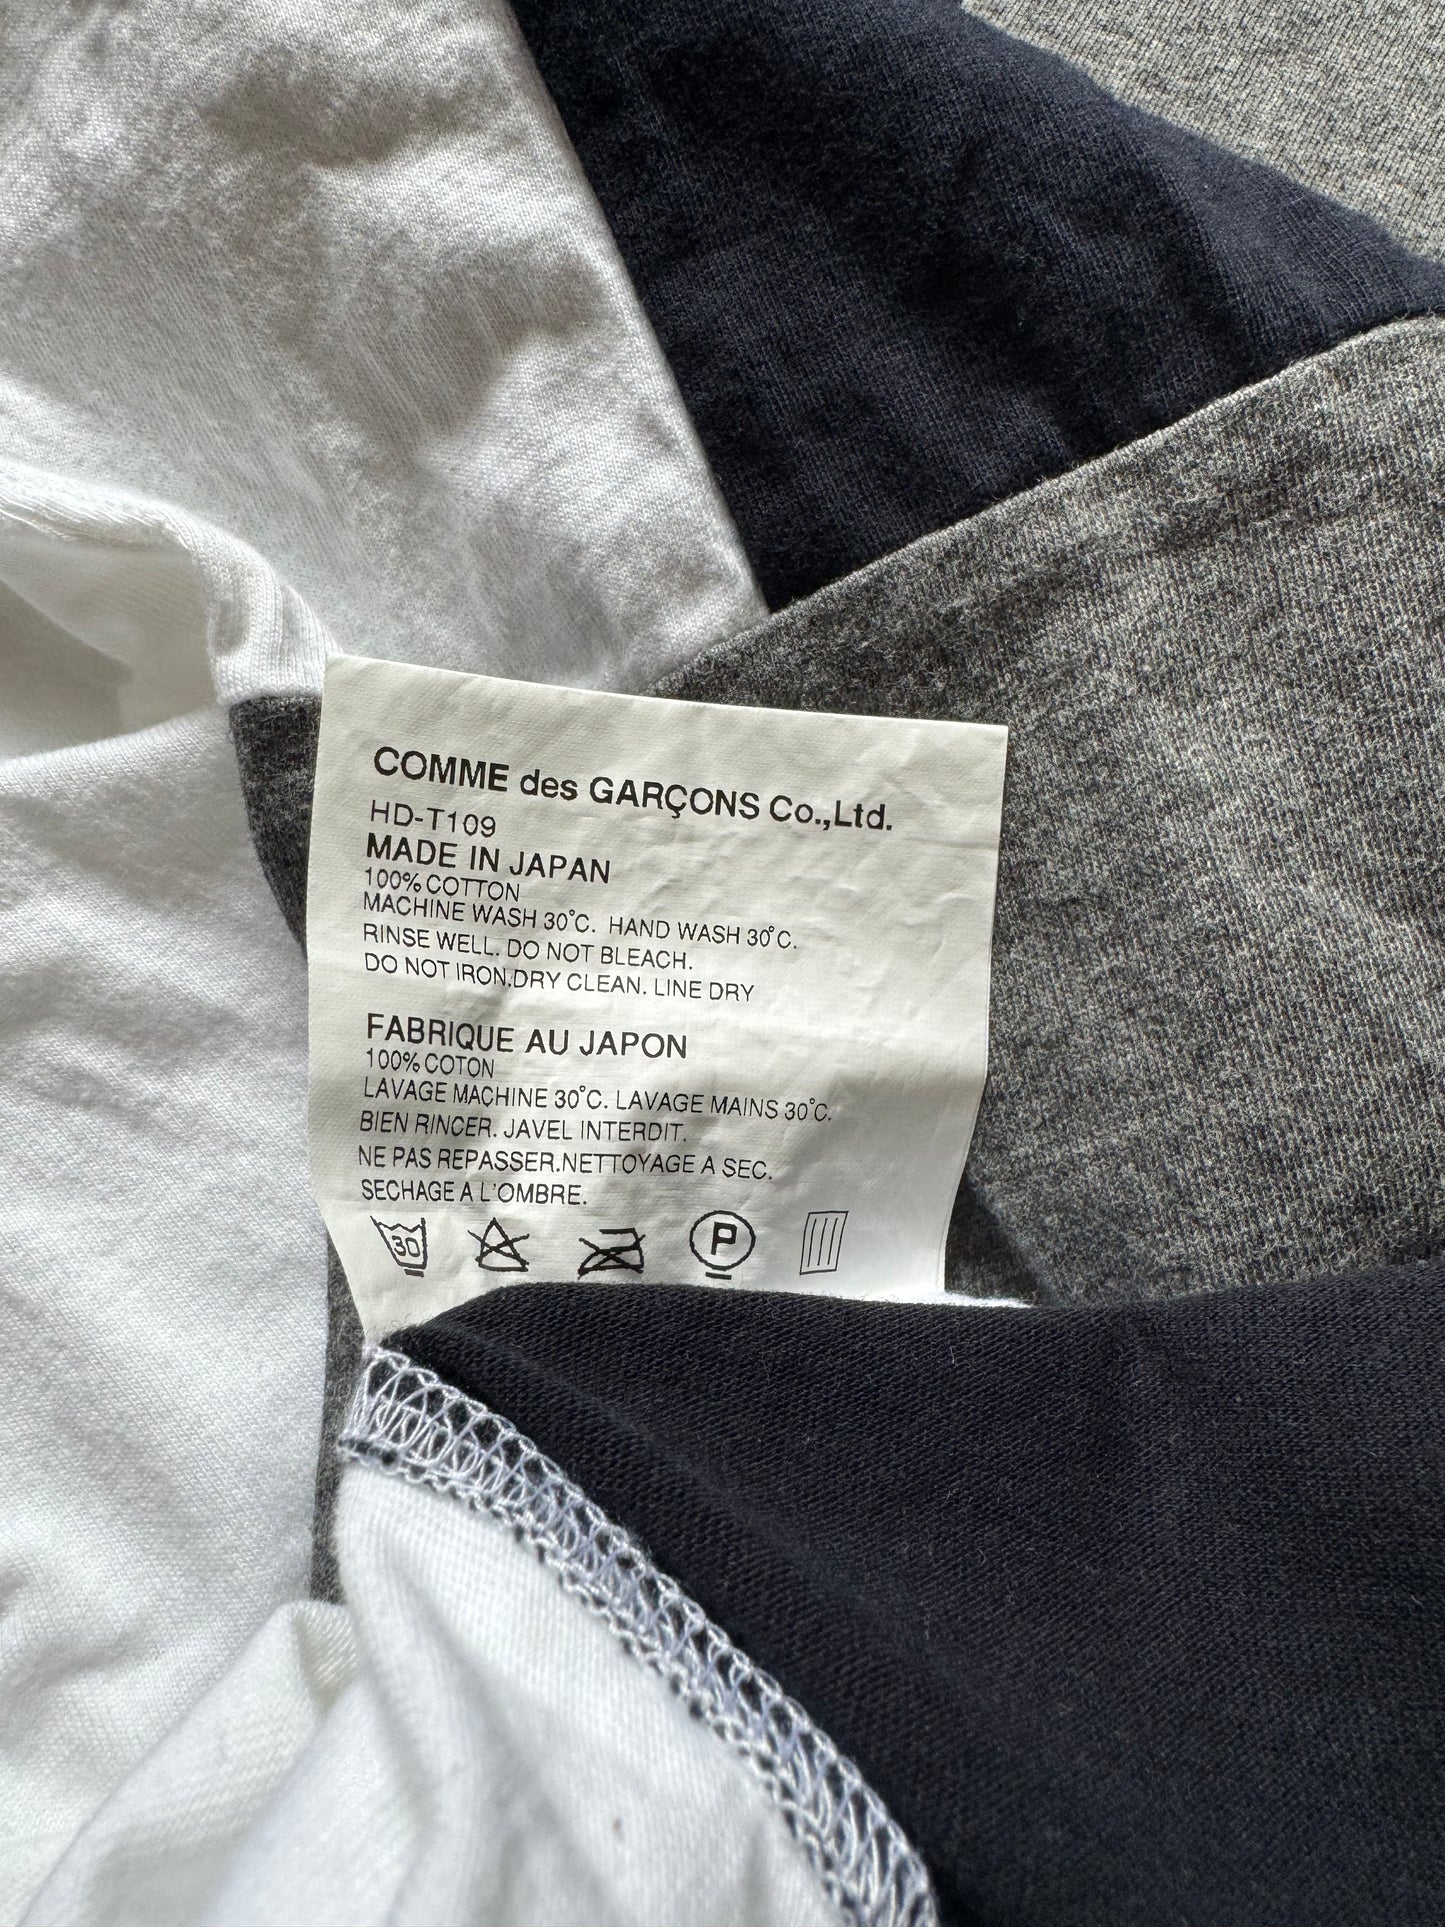 COMME des GARÇONS Co.,Ltd.
HD-T109
MADE IN JAPAN
100% COTTON
MACHINE WASH 30°C. HAND WASH 30°C.
RINSE WELL. DO NOT BLEACH.
DO NOT IRON.DRY CLEAN. LINE DRY
FABRIQUE AU JAPON
100% COTON
LAVAGE MACHINE 30°C. LAVAGE MAINS 30°C.
BIEN RINCER. JAVEL INTERDIT.
NE PAS REPASSER.NETTOYAGE A SEC.
SECHAGE A L'OMBRE.
30 P